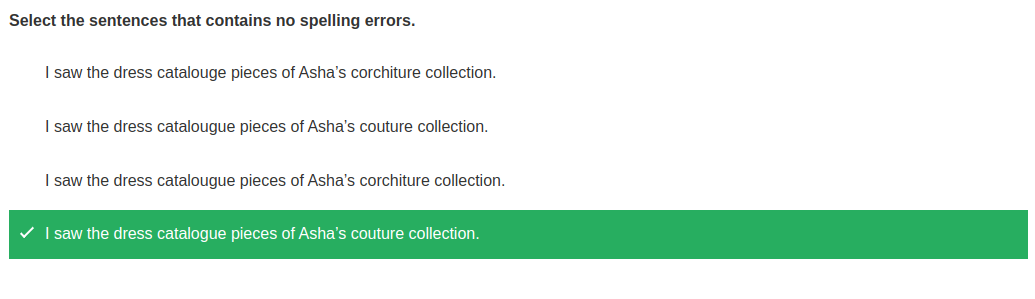 Select the sentences that contains no spelling errors.
I saw the dress catalouge pieces of Asha’s corchiture collection.
I saw the dress catalougue pieces of Asha’s couture collection.
I saw the dress catalougue pieces of Asha’s corchiture collection.
I saw the dress catalogue pieces of Asha’s couture collection.